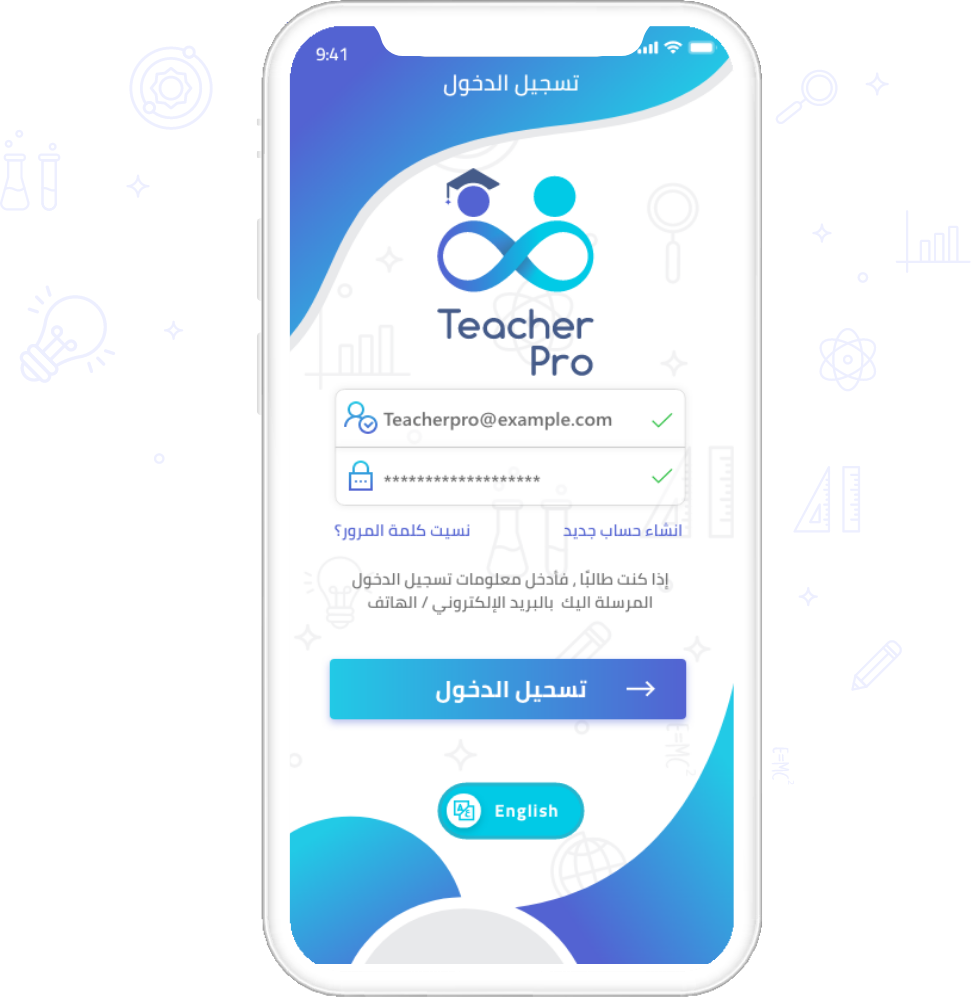 9:41
تسجيل الدخول
Teacher
Pro
Teacherpro@example.com
*******************
انشاء حساب جديد
نسيت كلمة المرور؟
إذا كنت طالبًا , فأدخل معلومات تسجيل الدخول
المرسلة اليك بالبريد الإلكتروني / الهاتف
تسحيل الدخول
English